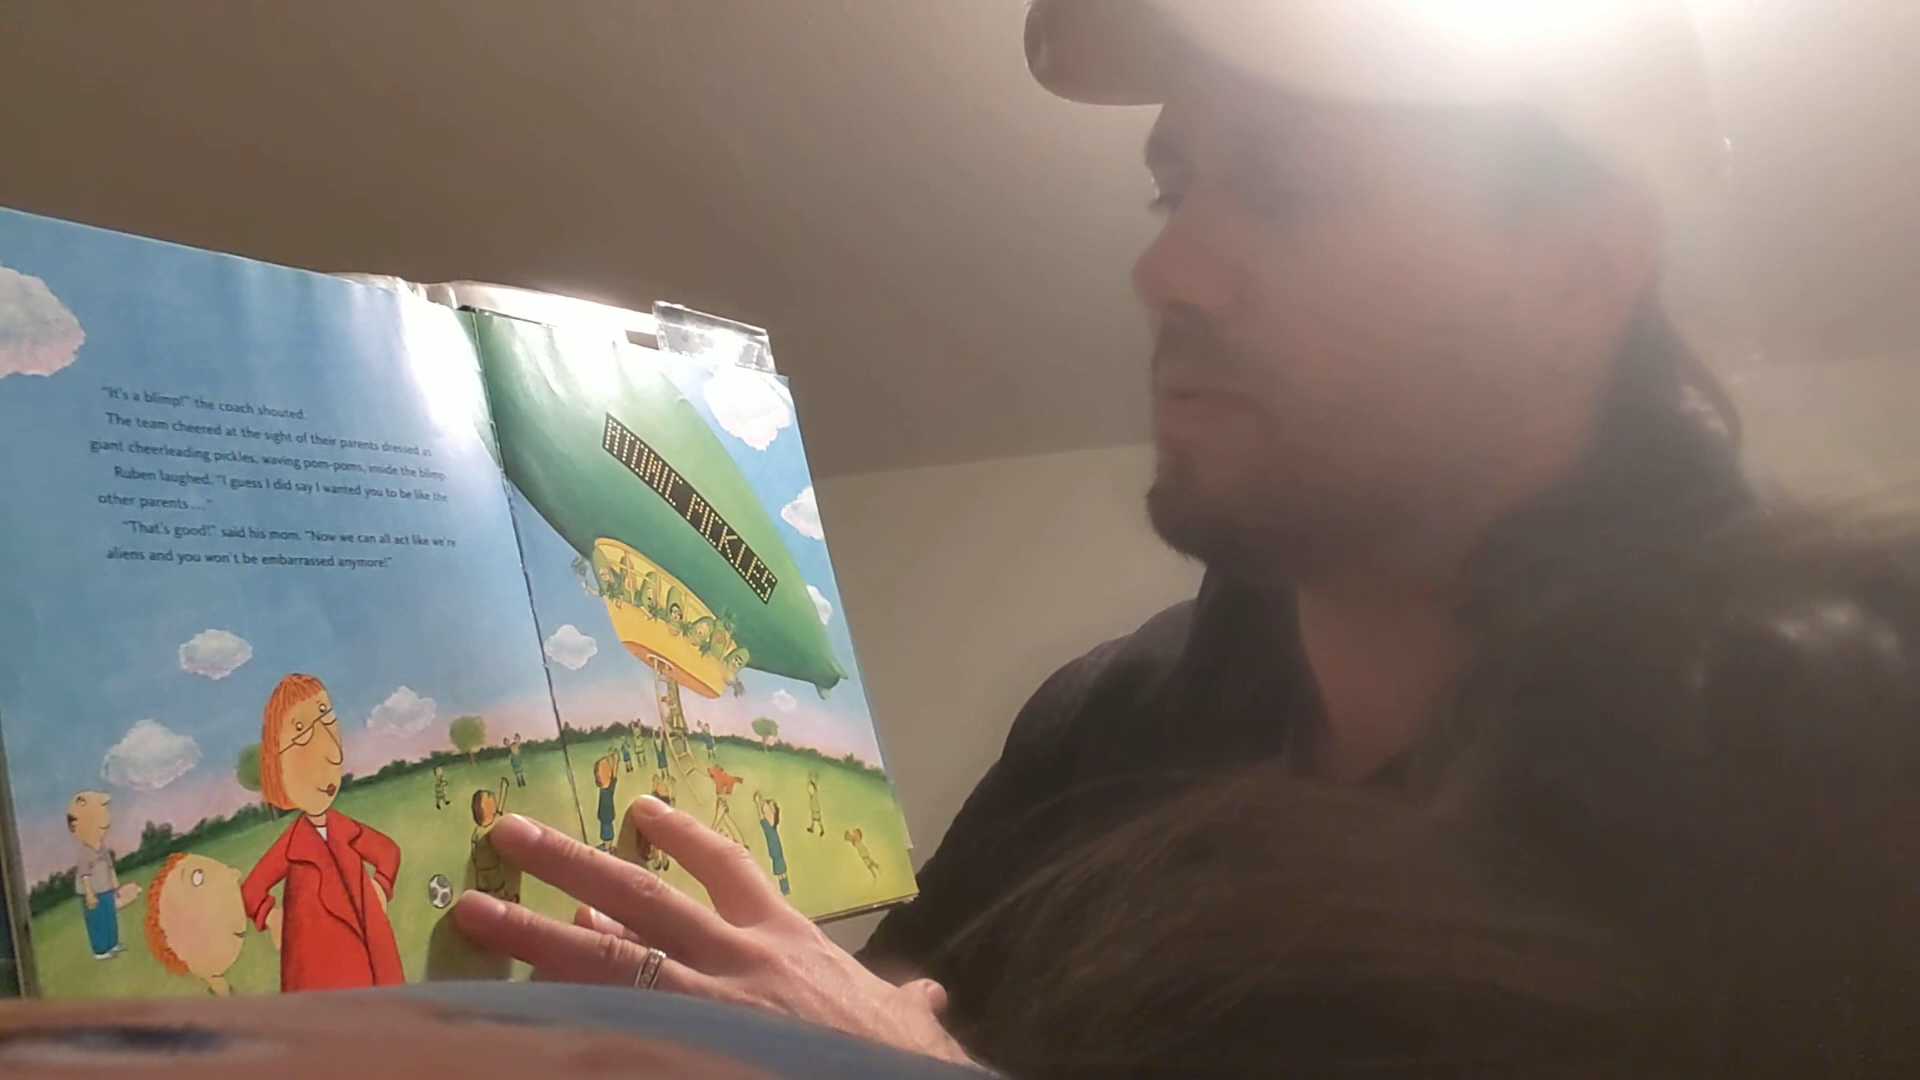 "It's a blimp!" the coach shouted.
The team cheered at the sight of their parents dressed as
giant cheerleading pickles, waving pom-poms, inside the blimp.
Ruben laughed. "I guess I did say I wanted you to be like the
other parents..."
"That's good!" said his mom. "Now we can all act like we're
aliens and you won't be embarrassed anymore!"
ATOMIC PICKLES